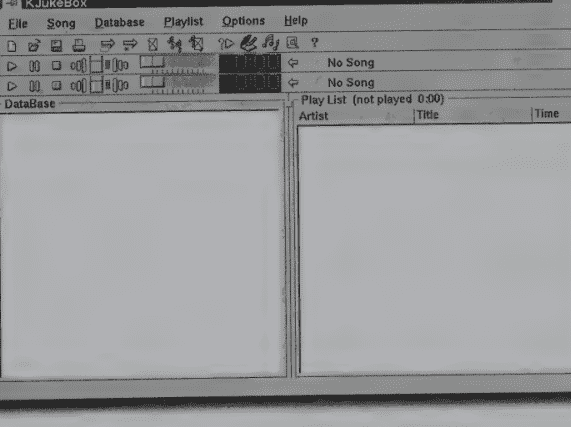 KJukeBox
File Song Database Playlist Options Help
No Song
No Song
DataBase
Play List (not played 0:00)
Artist Title Time